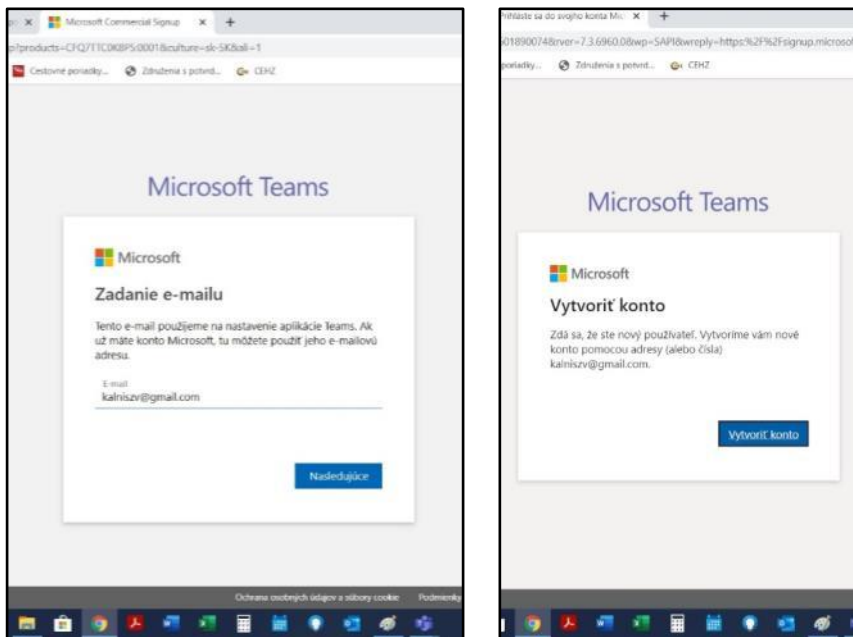 Microsoft Commercial Signup
p?products=CFQ7TTC0K8P5:0001&culture=sk-SK&ali=1
Cestovné poriadky...
Združenia s potvrd...
CEHZ
Microsoft Teams
Microsoft
Zadanie e-mailu
Tento e-mail použijeme na nastavenie aplikácie Teams. Ak
už máte konto Microsoft, tu môžete použiť jeho e-mailovú
adresu.
E-mail
kalniszv@gmail.com
Nasledujúce
Ochrana osobných údajov a súbory cookie
Podmienky
Prihláste sa do svojho konta Mic
01890074&rver=7.3.6960.0&wp=SAPI&wreply=https:%2F%2Fsignup.microsof
poriadky...
Združenia s potvrd...
CEHZ
Microsoft Teams
Microsoft
Vytvoriť konto
Zdá sa, že ste nový používateľ. Vytvoríme vám nové
konto pomocou adresy (alebo čísla)
kalniszv@gmail.com.
Vytvoriť konto